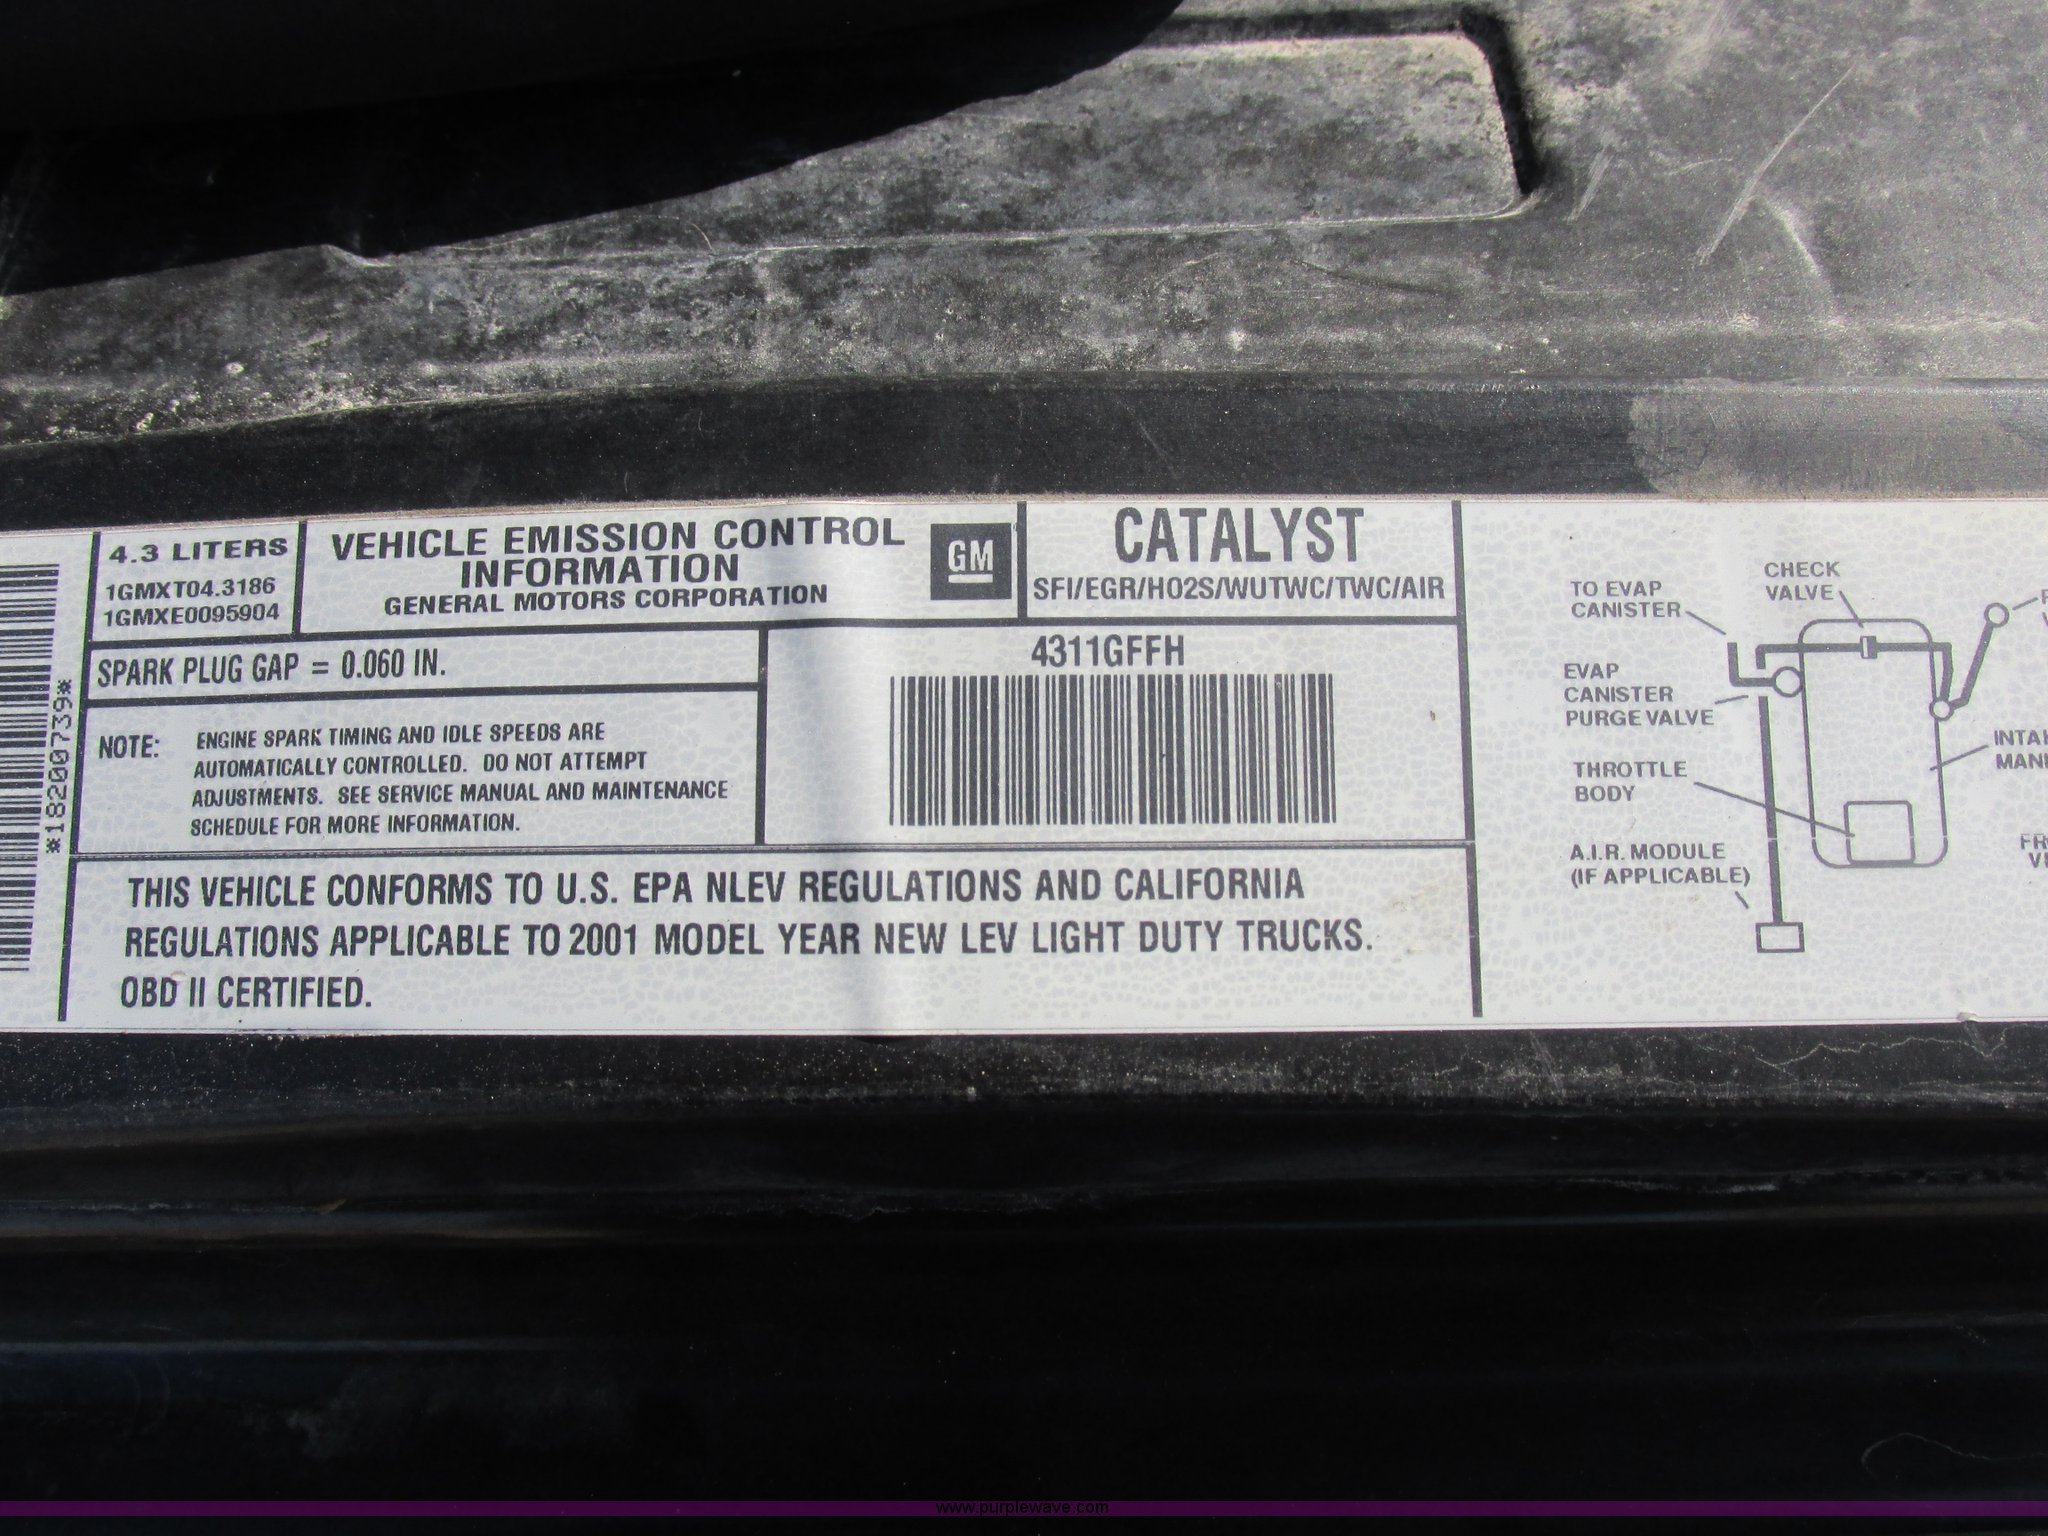 *182000739*
4.3 LITERS
1GMXT04.3186
1GMXE0095904
VEHICLE EMISSION CONTROL
INFORMATION
GENERAL MOTORS CORPORATION
GM
CATALYST
SFI/EGR/HO2S/WUTWC/TWC/AIR
SPARK PLUG GAP = 0.060 IN.
4311GFFH
NOTE: ENGINE SPARK TIMING AND IDLE SPEEDS ARE
AUTOMATICALLY CONTROLLED. DO NOT ATTEMPT
ADJUSTMENTS. SEE SERVICE MANUAL AND MAINTENANCE
SCHEDULE FOR MORE INFORMATION.
THIS VEHICLE CONFORMS TO U.S. EPA NLEV REGULATIONS AND CALIFORNIA
REGULATIONS APPLICABLE TO 2001 MODEL YEAR NEW LEV LIGHT DUTY TRUCKS.
OBD II CERTIFIED.
TO EVAP
CANISTER
CHECK
VALVE
EVAP
CANISTER
PURGE VALVE
THROTTLE
BODY
A.I.R. MODULE
(IF APPLICABLE)
www.purplewave.com